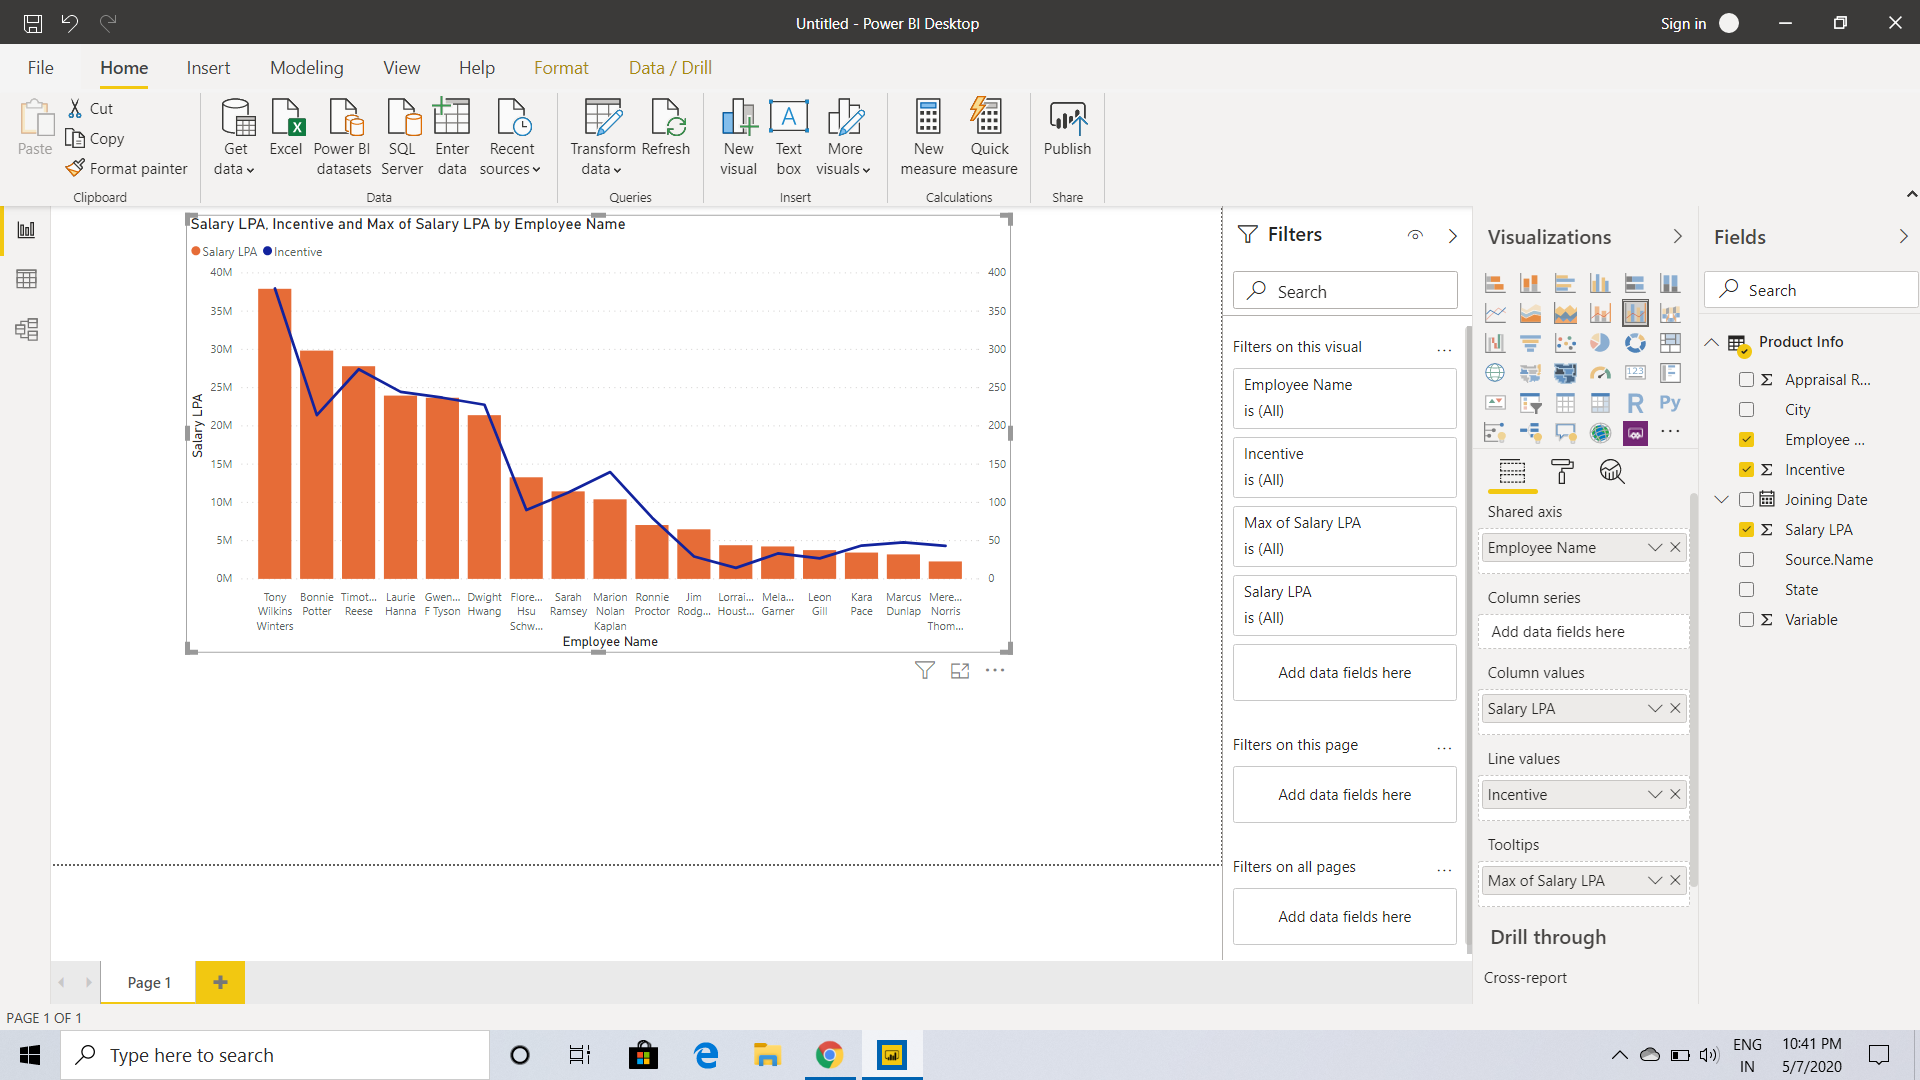 Untitled - Power BI Desktop
Sign in
File Home Insert Modeling View Help Format Data / Drill
Paste
Cut
Copy
Format painter
Clipboard
Get data
Excel
Power BI datasets
SQL Server
Enter data
Recent sources
Data
Transform data
Refresh
Queries
New visual
Text box
A
More visuals
Insert
New measure
Quick measure
Calculations
Publish
Share
Salary LPA, Incentive and Max of Salary LPA by Employee Name
Salary LPA Incentive
40M 400
35M 350
30M 300
25M 250
20M 200
15M 150
10M 100
5M 50
0M 0
Salary LPA
Tony Wilkins Winters
Bonnie Potter
Timot... Reese
Laurie Hanna
Gwen... F Tyson
Dwight Hwang
Flore... Hsu Schw...
Sarah Ramsey
Marion Nolan Kaplan
Ronnie Proctor
Jim Rodg...
Lorrai... Houst...
Mela... Garner
Leon Gill
Kara Pace
Marcus Dunlap
Mere... Norris Thom...
Employee Name
Filters
Search
Filters on this visual
Employee Name
is (All)
Incentive
is (All)
Max of Salary LPA
is (All)
Salary LPA
is (All)
Add data fields here
Filters on this page
Add data fields here
Filters on all pages
Add data fields here
Visualizations
123
R Py
Shared axis
Employee Name
Column series
Add data fields here
Column values
Salary LPA
Line values
Incentive
Tooltips
Max of Salary LPA
Drill through
Cross-report
Fields
Search
Product Info
Appraisal R...
City
Employee ...
Incentive
Joining Date
Salary LPA
Source.Name
State
Variable
Page 1
PAGE 1 OF 1
Type here to search
ENG
IN
10:41 PM
5/7/2020